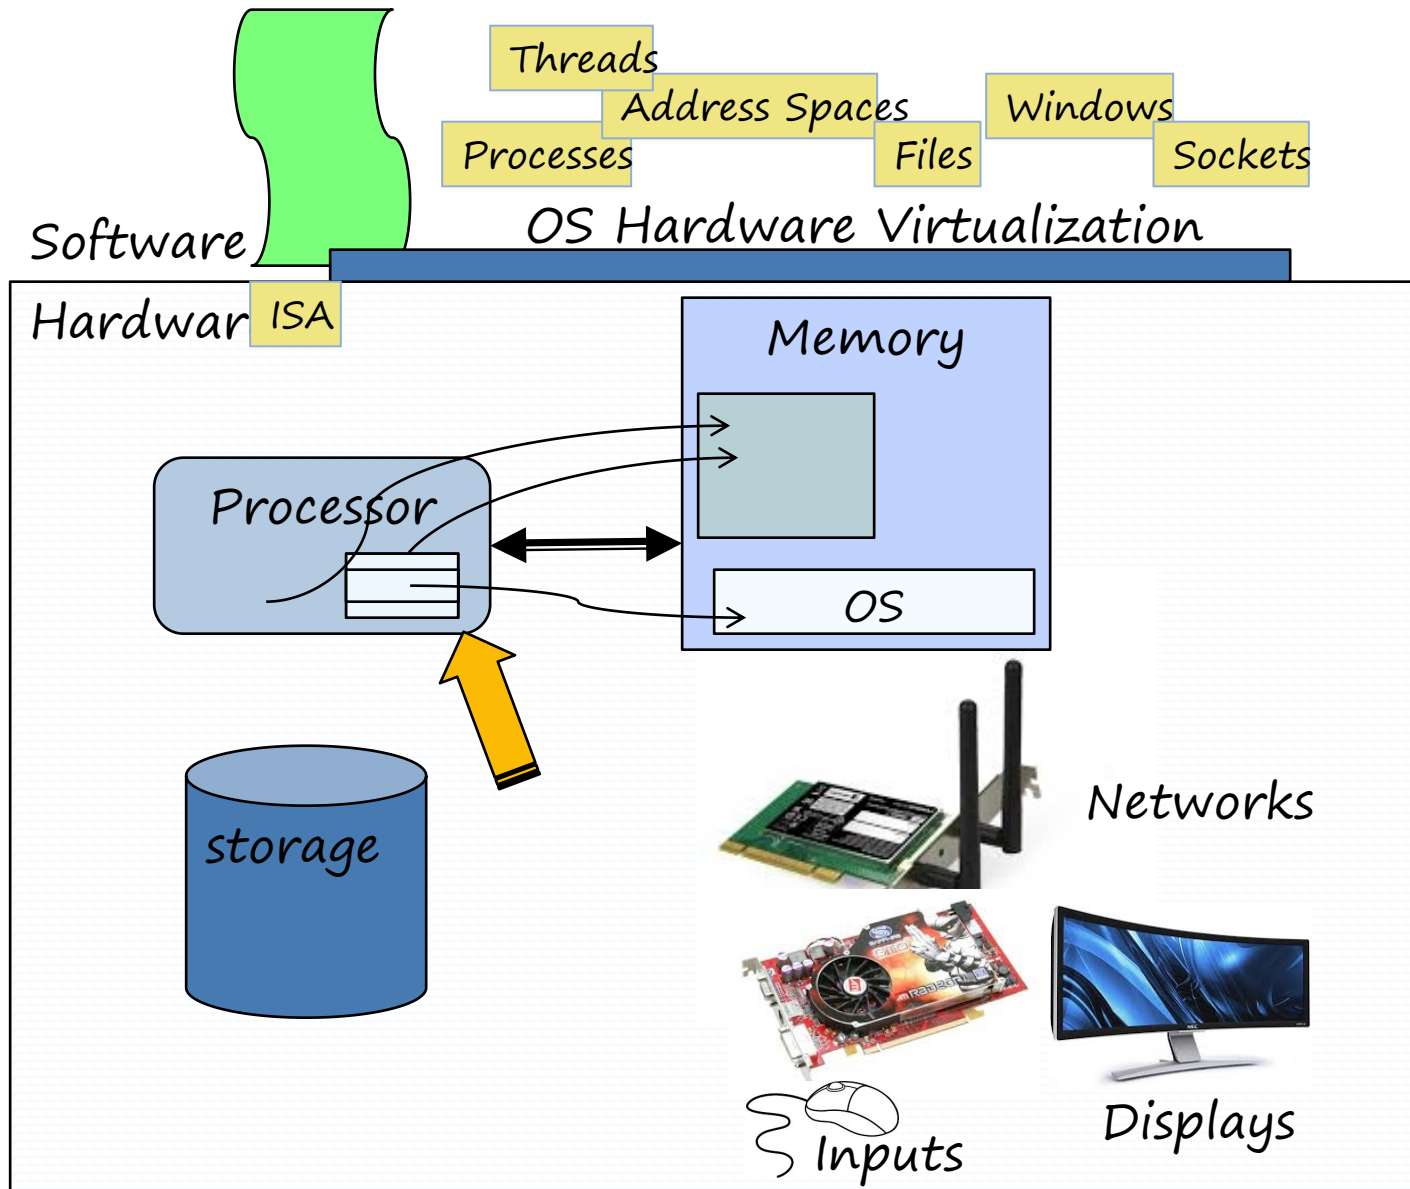 Threads
Address Spaces
Windows
Processes
Files
Sockets
OS Hardware Virtualization
Software
Hardwar
ISA
Memory
Processor
OS
storage
Networks
RADEON
Displays
Inputs